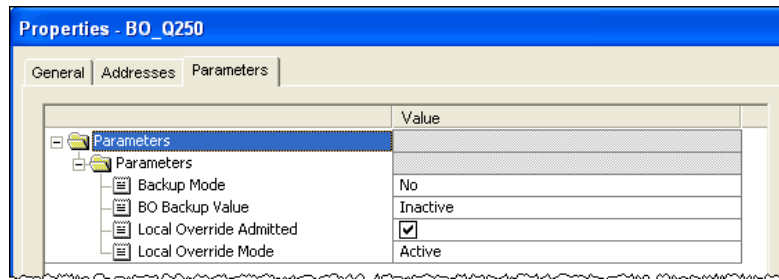 Properties - BO_Q250
General Addresses Parameters
Value
Parameters
Parameters
Backup Mode No
BO Backup Value Inactive
Local Override Admitted
Local Override Mode Active